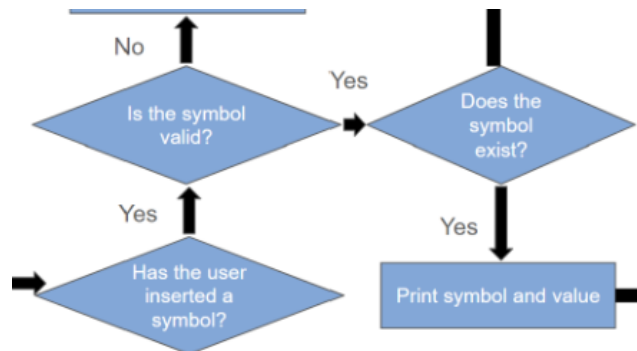 No
Is the symbol
valid?
Yes
Does the
symbol
exist?
Yes
Has the user
inserted a
symbol?
Yes
Print symbol and value